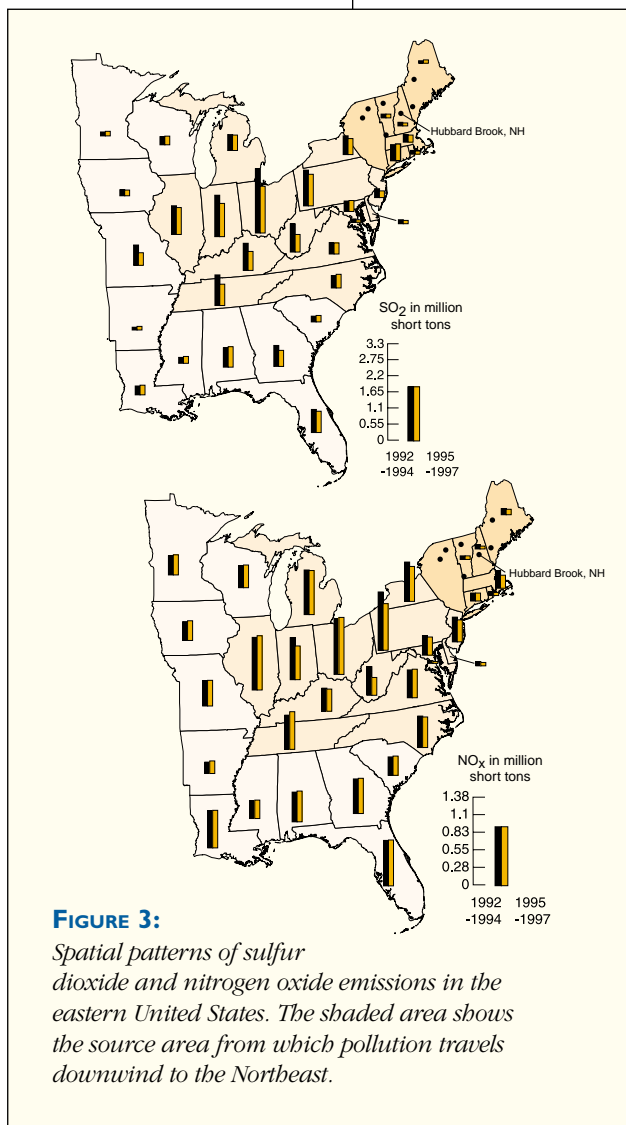 Hubbard Brook, NH
SO2 in million
short tons
3.3
2.75
2.2
1.65
1.1
0.55
0
1992 1995
-1994 -1997
Hubbard Brook, NH
NOx in million
short tons
1.38
1.1
0.83
0.55
0.28
0
1992 1995
-1994 -1997
FIGURE 3:
Spatial patterns of sulfur
dioxide and nitrogen oxide emissions in the
eastern United States. The shaded area shows
the source area from which pollution travels
downwind to the Northeast.